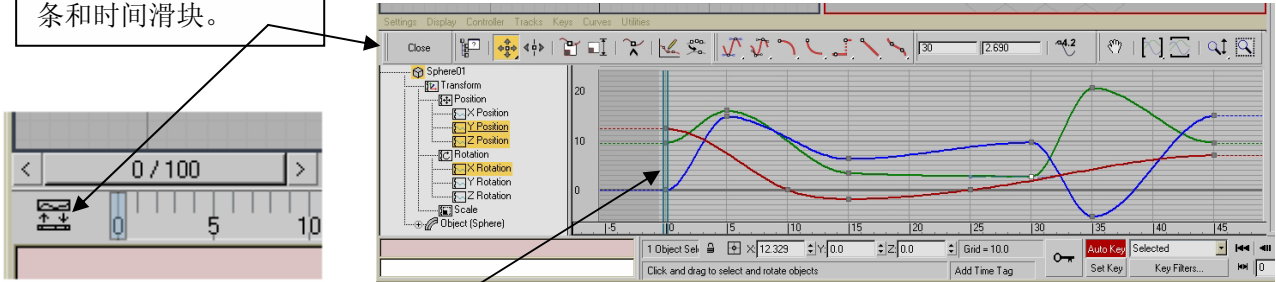 条和时间滑块。
< 0 / 100 >
0 5 10
Settings Display Controller Tracks Keys Curves Utilities
Close 30 2.690 4.2
Sphere01
Transform
Position
X Position
Y Position
Z Position
Rotation
X Rotation
Y Rotation
Z Rotation
Scale
Object (Sphere)
20
10
0
-5 0 5 10 15 20 25 30 35 40 45
1 Object Sel X: 12.329 Y: 0.0 Z: 0.0 Grid = 10.0 Auto Key Selected
Click and drag to select and rotate objects Add Time Tag Set Key Key Filters... 0